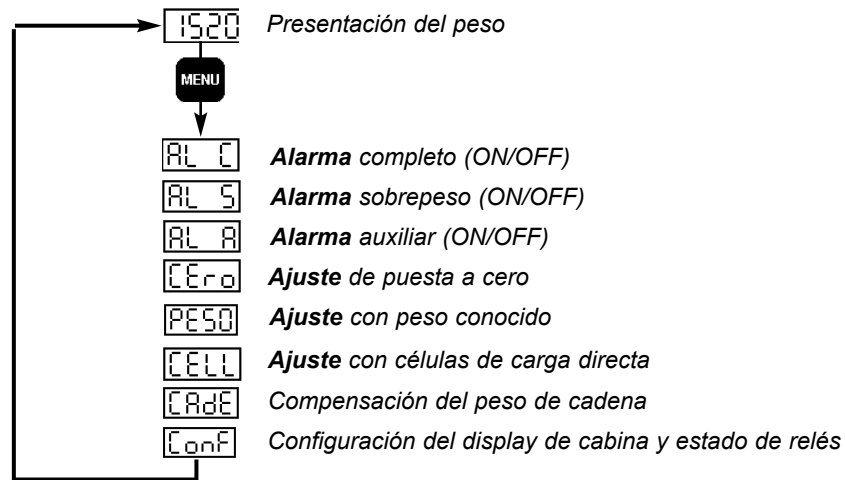 1520 Presentación del peso
MENU
AL C Alarma completo (ON/OFF)
AL S Alarma sobrepeso (ON/OFF)
AL A Alarma auxiliar (ON/OFF)
CEro Ajuste de puesta a cero
PESO Ajuste con peso conocido
CELL Ajuste con células de carga directa
CAdE Compensación del peso de cadena
ConF Configuración del display de cabina y estado de relés